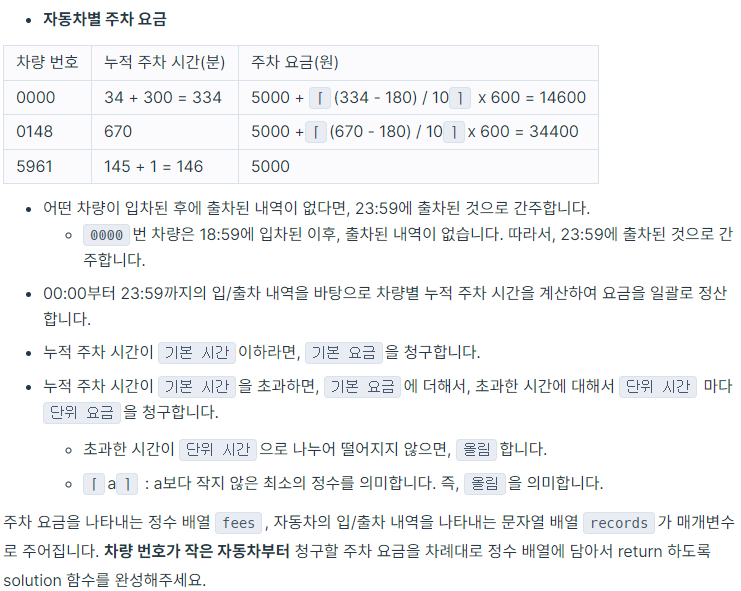 자동차별 주차 요금
차량 번호 누적 주차 시간(분) 주차 요금(원)
0000 34 + 300 = 334 5000 + ⌈ (334 - 180) / 10 ⌉ x 600 = 14600
0148 670 5000 + ⌈ (670 - 180) / 10 ⌉ x 600 = 34400
5961 145 + 1 = 146 5000
어떤 차량이 입차된 후에 출차된 내역이 없다면, 23:59에 출차된 것으로 간주합니다.
0000 번 차량은 18:59에 입차된 이후, 출차된 내역이 없습니다. 따라서, 23:59에 출차된 것으로 간
주합니다.
00:00부터 23:59까지의 입/출차 내역을 바탕으로 차량별 누적 주차 시간을 계산하여 요금을 일괄로 정산
합니다.
누적 주차 시간이 기본 시간 이하라면, 기본 요금 을 청구합니다.
누적 주차 시간이 기본 시간 을 초과하면, 기본 요금 에 더해서, 초과한 시간에 대해서 단위 시간 마다
단위 요금 을 청구합니다.
초과한 시간이 단위 시간 으로 나누어 떨어지지 않으면, 올림 합니다.
⌈ a ⌉ : a보다 작지 않은 최소의 정수를 의미합니다. 즉, 올림 을 의미합니다.
주차 요금을 나타내는 정수 배열 fees , 자동차의 입/출차 내역을 나타내는 문자열 배열 records 가 매개변수
로 주어집니다. 차량 번호가 작은 자동차부터 청구할 주차 요금을 차례대로 정수 배열에 담아서 return 하도록
solution 함수를 완성해주세요.